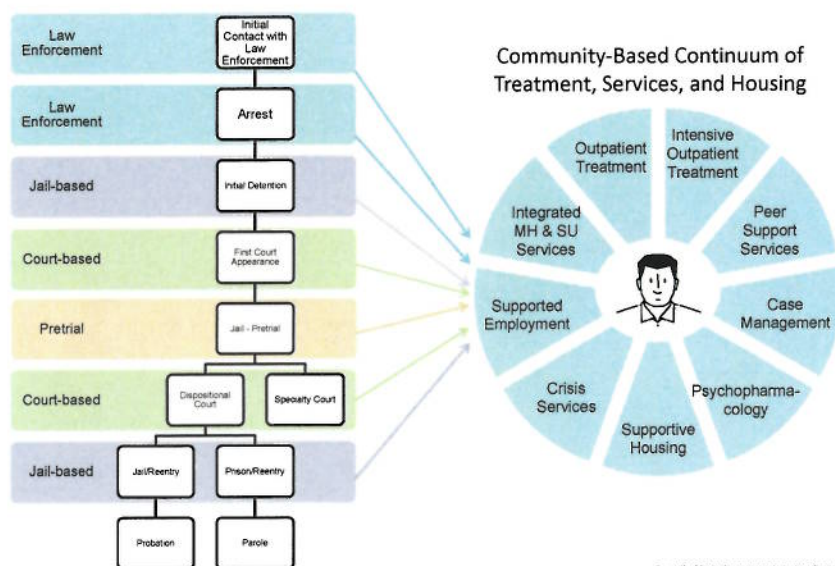 Law
Enforcement
Initial
Contact with
Law
Enforcement
Law
Enforcement
Arrest
Jail-based
Initial Detention
Court-based
First Court
Appearance
Pretrial
Jail - Pretrial
Court-based
Dispositional
Court
Specialty Court
Jail-based
Jail/Reentry
Prison/Reentry
Probation
Parole
Community-Based Continuum of
Treatment, Services, and Housing
Outpatient
Treatment
Intensive
Outpatient
Treatment
Integrated
MH & SU
Services
Peer
Support
Services
Supported
Employment
Case
Management
Crisis
Services
Psychopharma-
cology
Supportive
Housing